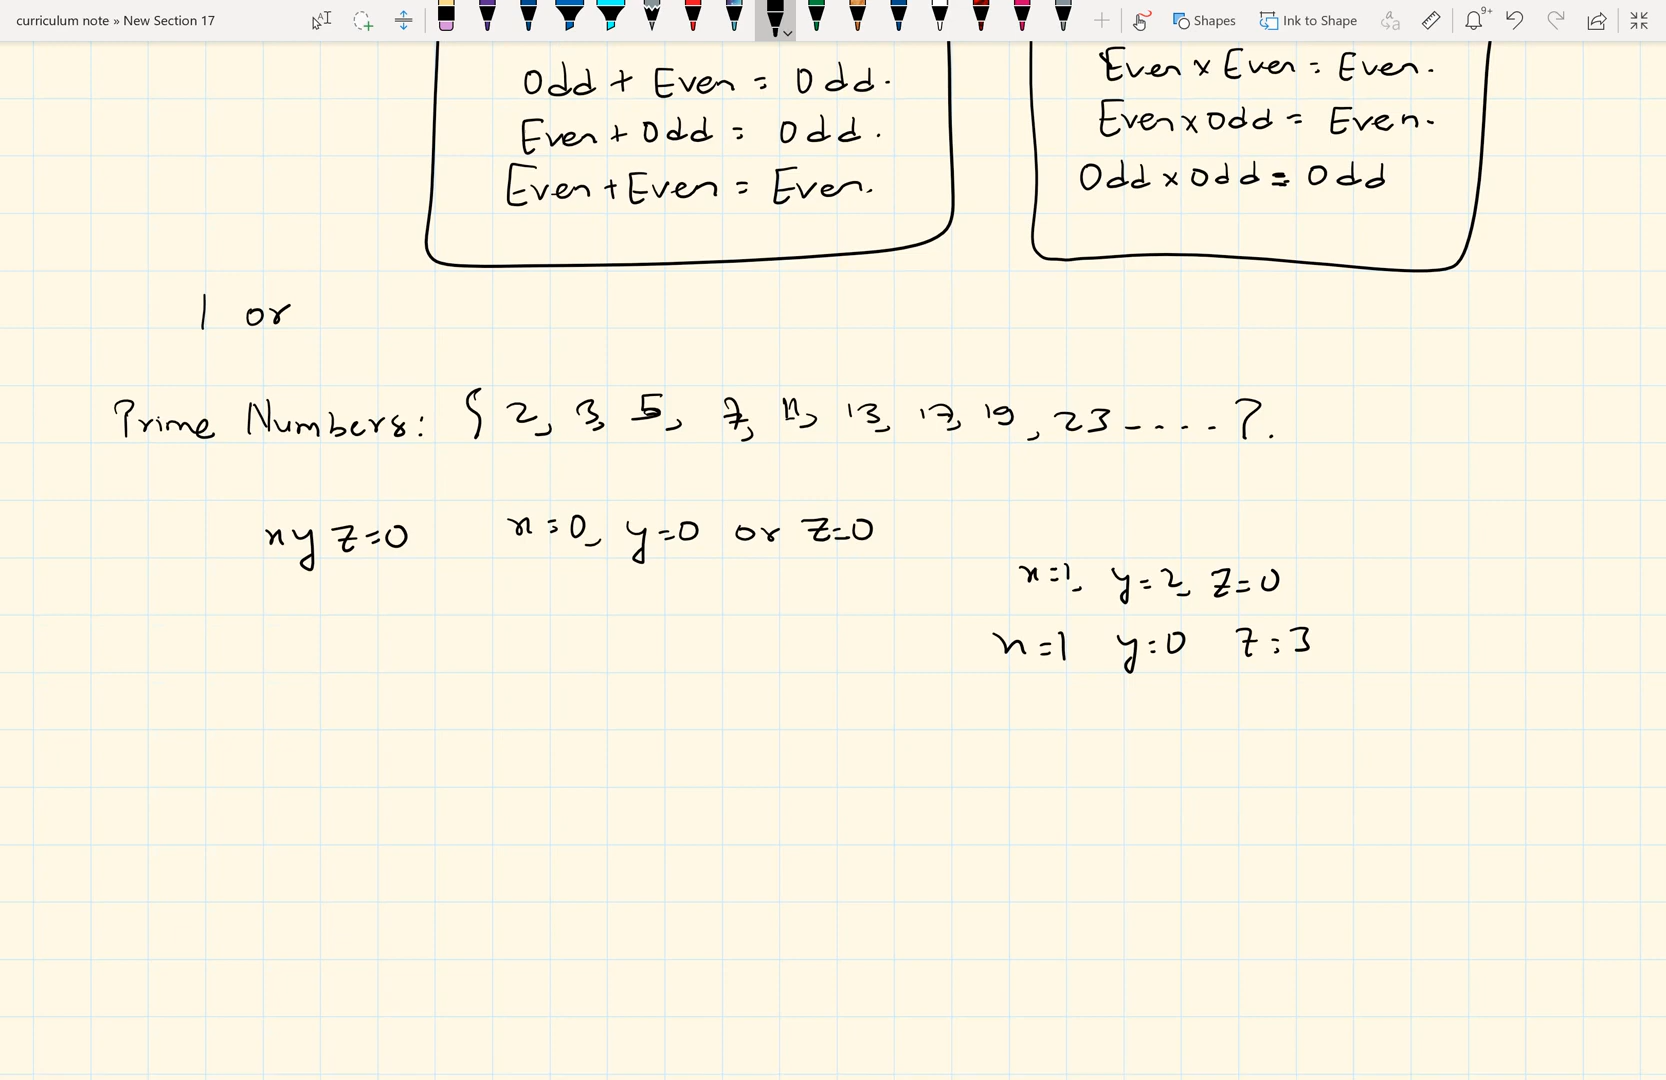 curriculum note » New Section 17
Shapes
Ink to Shape
9+
Odd + Even = Odd.
Even + Odd = Odd.
Even + Even = Even.
Even x Even = Even.
Even x Odd = Even.
Odd x Odd = Odd
1 or
Prime Numbers: { 2, 3, 5, 7, 11, 13, 17, 19, 23 - . . . . }.
x y z = 0 x = 0, y = 0 or z = 0
x = 1, y = 2, z = 0
x = 1 y = 0 z = 3